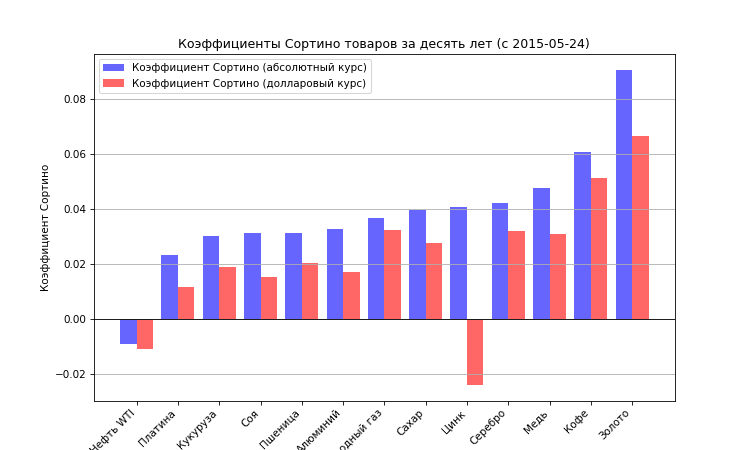 Коэффициенты Сортино товаров за десять лет (с 2015-05-24)
Коэффициент Сортино (абсолютный курс)
Коэффициент Сортино (долларовый курс)
Коэффициент Сортино
0.08
0.06
0.04
0.02
0.00
−0.02
Нефть WTI
Платина
Кукуруза
Соя
Пшеница
Алюминий
одный газ
Сахар
Цинк
Серебро
Медь
Кофе
Золото